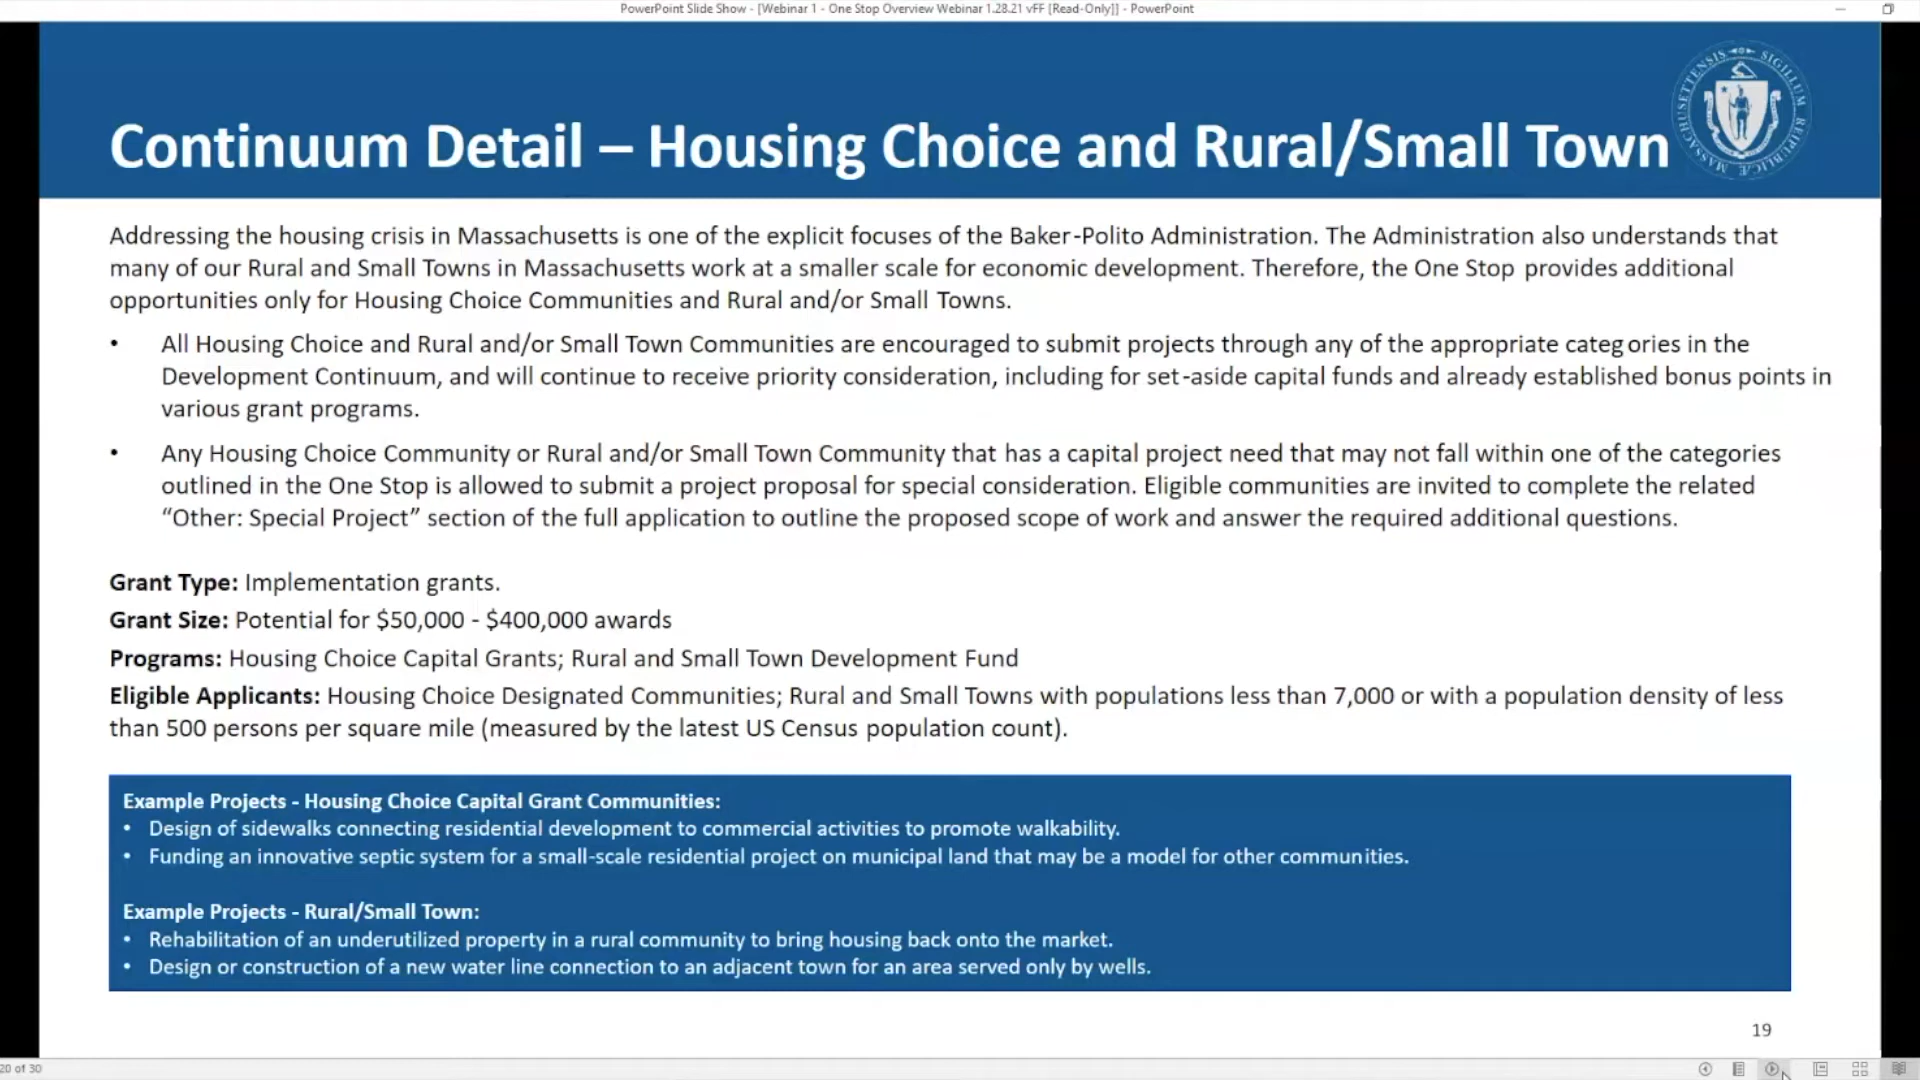 PowerPoint Slide Show - [Webinar 1 - One Stop Overview Webinar 1.28.21 vFF [Read-Only]] - PowerPoint
Continuum Detail – Housing Choice and Rural/Small Town
MASSACHUSETTENSIS SIGILLUM REIPUBLICÆ
Addressing the housing crisis in Massachusetts is one of the explicit focuses of the Baker-Polito Administration. The Administration also understands that
many of our Rural and Small Towns in Massachusetts work at a smaller scale for economic development. Therefore, the One Stop provides additional
opportunities only for Housing Choice Communities and Rural and/or Small Towns.
• All Housing Choice and Rural and/or Small Town Communities are encouraged to submit projects through any of the appropriate categories in the
Development Continuum, and will continue to receive priority consideration, including for set-aside capital funds and already established bonus points in
various grant programs.
• Any Housing Choice Community or Rural and/or Small Town Community that has a capital project need that may not fall within one of the categories
outlined in the One Stop is allowed to submit a project proposal for special consideration. Eligible communities are invited to complete the related
“Other: Special Project” section of the full application to outline the proposed scope of work and answer the required additional questions.
Grant Type: Implementation grants.
Grant Size: Potential for $50,000 - $400,000 awards
Programs: Housing Choice Capital Grants; Rural and Small Town Development Fund
Eligible Applicants: Housing Choice Designated Communities; Rural and Small Towns with populations less than 7,000 or with a population density of less
than 500 persons per square mile (measured by the latest US Census population count).
Example Projects - Housing Choice Capital Grant Communities:
• Design of sidewalks connecting residential development to commercial activities to promote walkability.
• Funding an innovative septic system for a small-scale residential project on municipal land that may be a model for other communities.
Example Projects - Rural/Small Town:
• Rehabilitation of an underutilized property in a rural community to bring housing back onto the market.
• Design or construction of a new water line connection to an adjacent town for an area served only by wells.
19
20 of 30